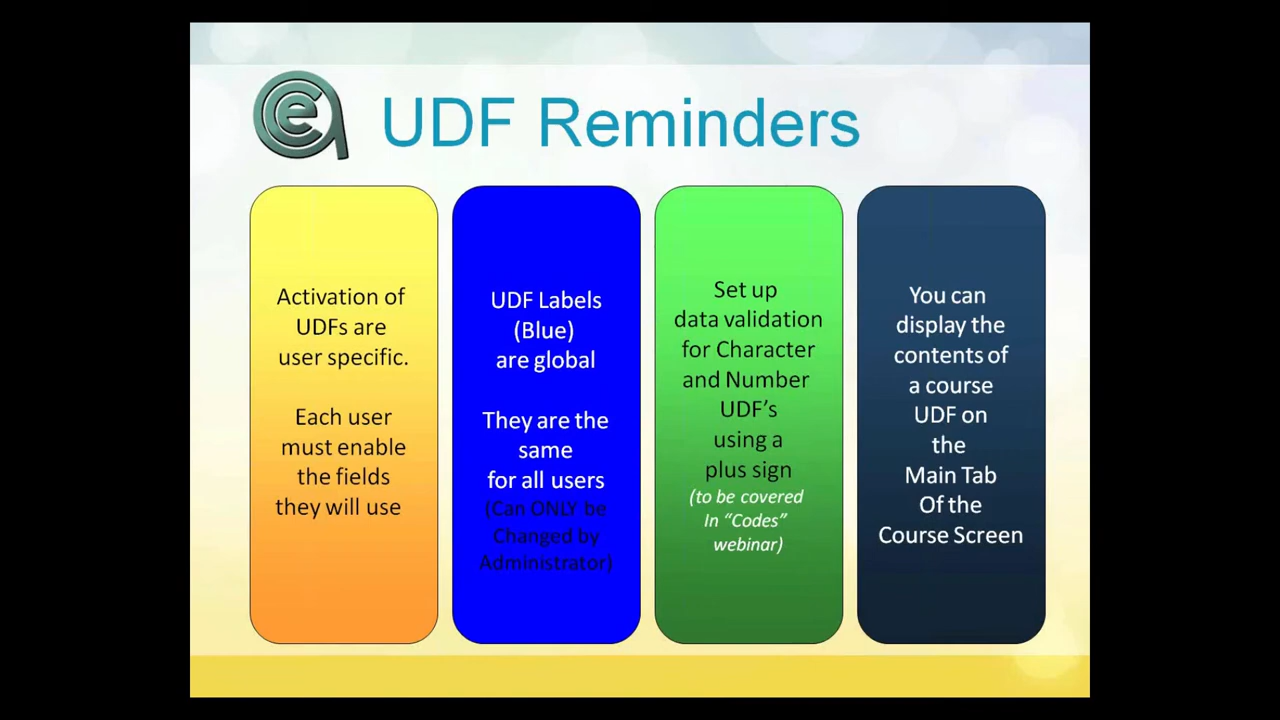 UDF Reminders
Activation of
UDFs are
user specific.
Each user
must enable
the fields
they will use
UDF Labels
(Blue)
are global
They are the
same
for all users
(Can ONLY be
Changed by
Administrator)
Set up
data validation
for Character
and Number
UDF's
using a
plus sign
(to be covered
In “Codes”
webinar)
You can
display the
contents of
a course
UDF on
the
Main Tab
Of the
Course Screen